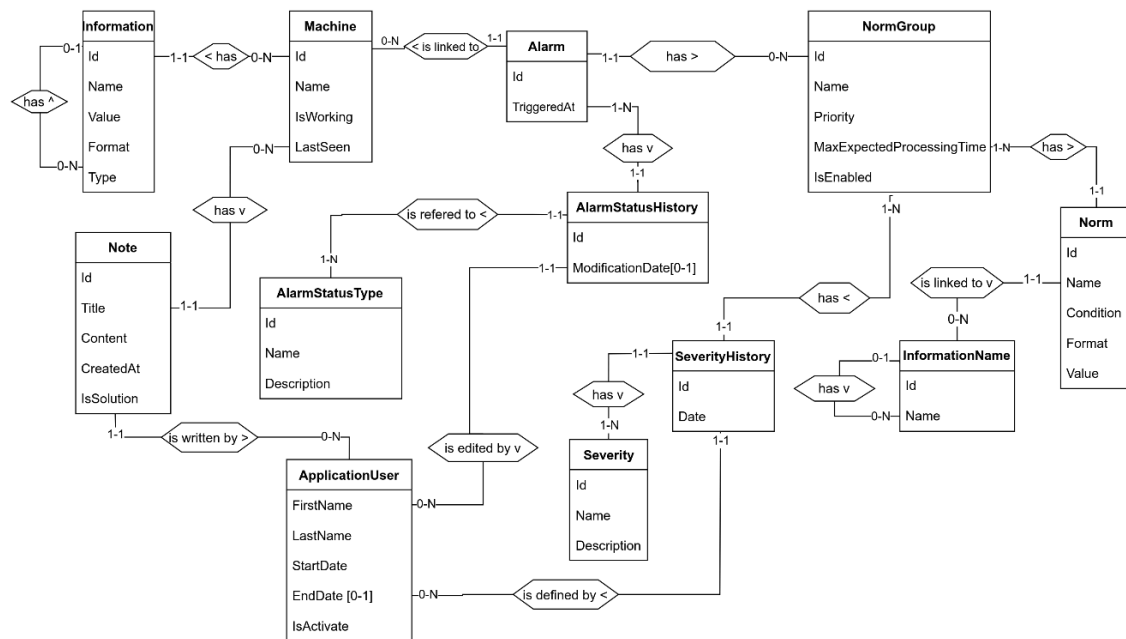 Information
Id
Name
Value
Format
Type
0-1
has ^
0-N
1-1
< has
0-N
Machine
Id
Name
IsWorking
LastSeen
0-N
< is linked to
1-1
Alarm
Id
TriggeredAt
1-1
has >
0-N
NormGroup
Id
Name
Priority
MaxExpectedProcessingTime
IsEnabled
1-N
has >
1-1
1-N
has v
1-1
0-N
has v
1-1
AlarmStatusHistory
Id
ModificationDate[0-1]
1-1
is refered to <
1-N
AlarmStatusType
Id
Name
Description
Note
Id
Title
Content
CreatedAt
IsSolution
1-1
is written by >
0-N
1-1
is edited by v
0-N
ApplicationUser
FirstName
LastName
StartDate
EndDate [0-1]
IsActivate
0-N
is defined by <
1-1
1-N
has <
1-1
SeverityHistory
Id
Date
1-1
has v
1-N
Severity
Id
Name
Description
Norm
Id
Name
Condition
Format
Value
1-1
is linked to v
0-N
InformationName
Id
Name
0-1
has v
0-N